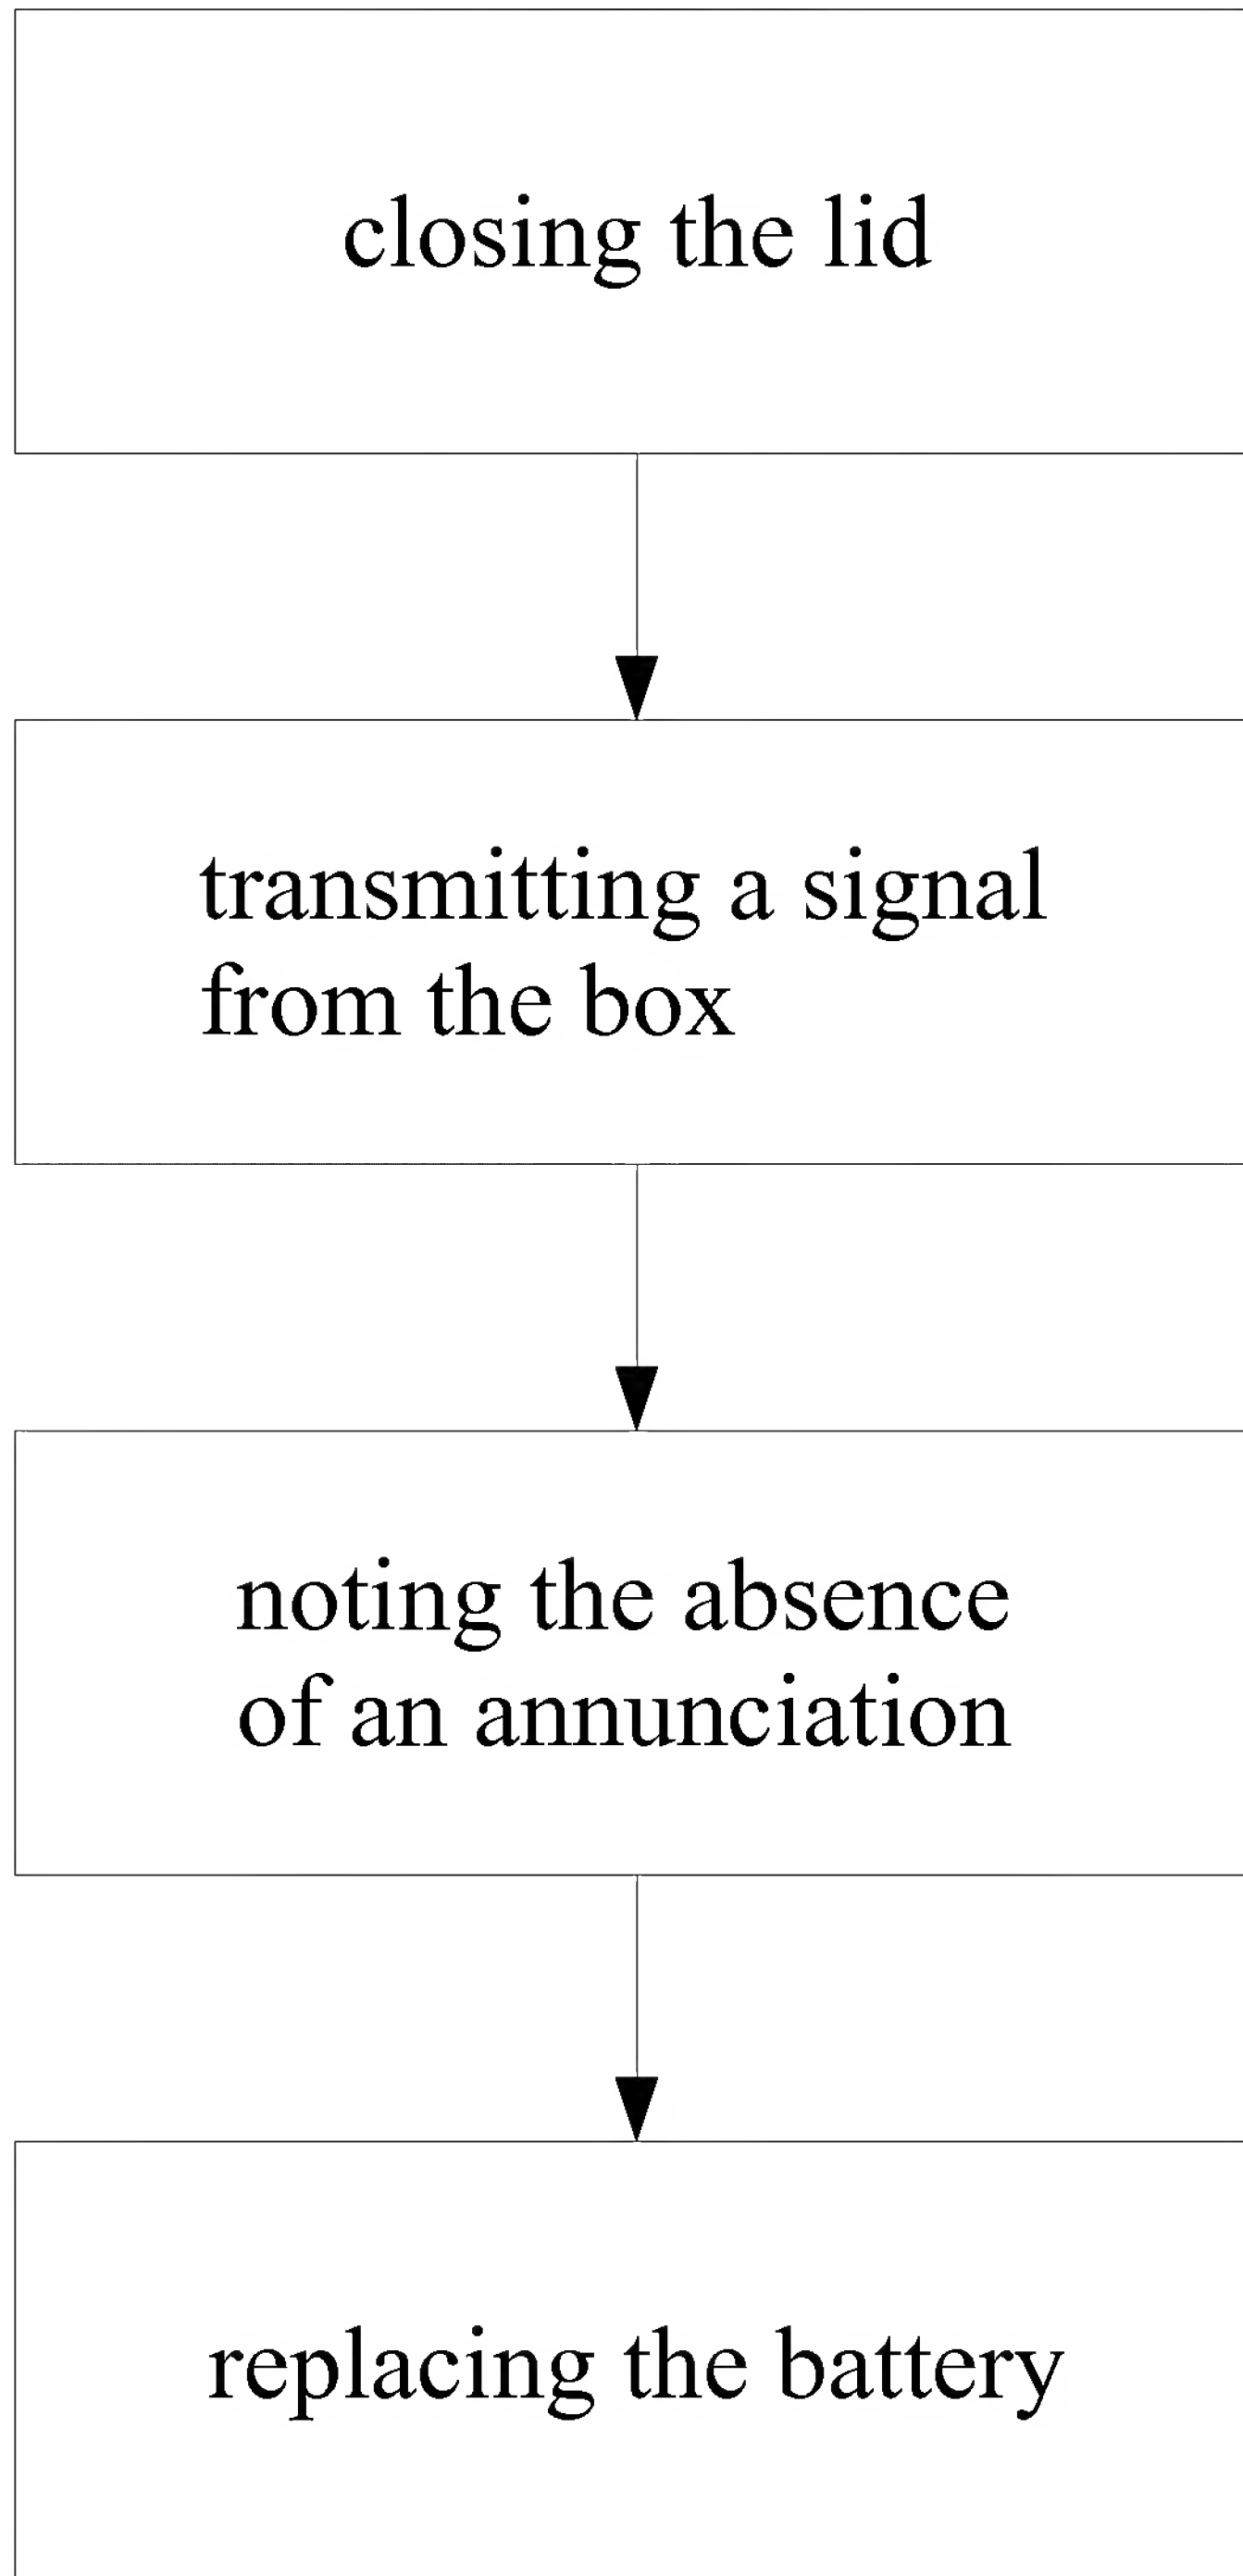 closing the lid
transmitting a signal
from the box
noting the absence
of an annunciation
replacing the battery